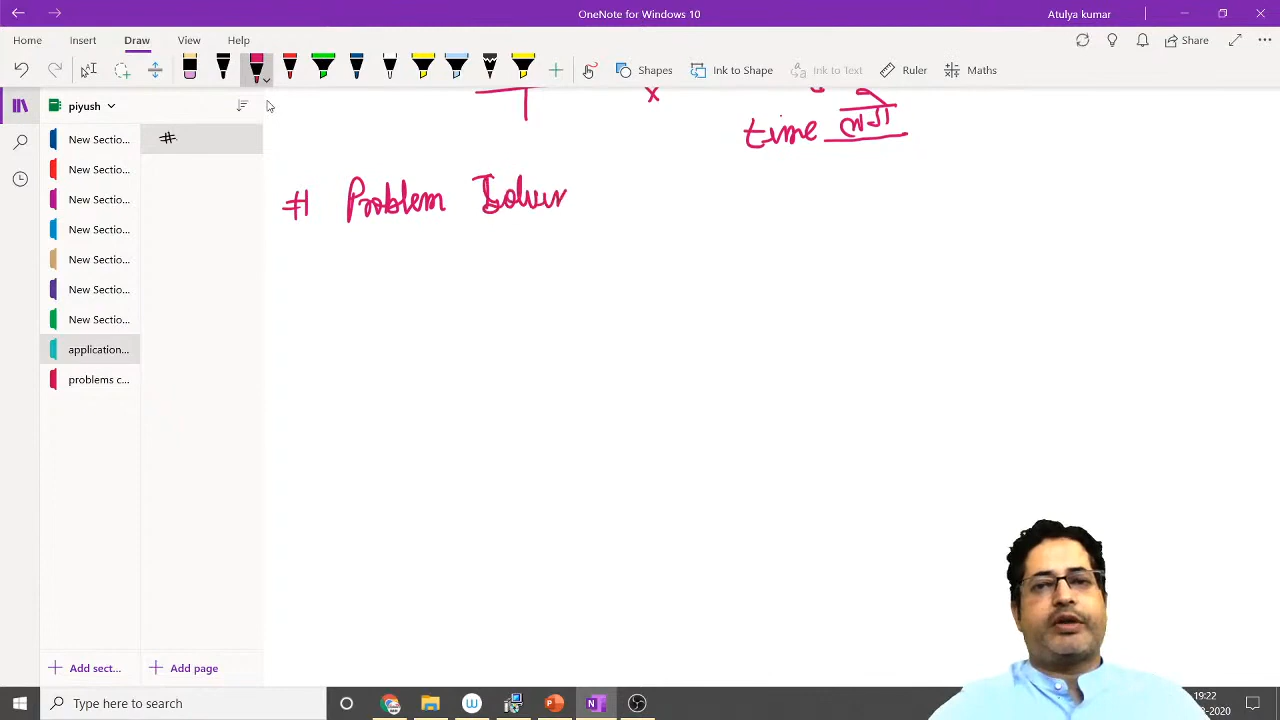 OneNote for Windows 10
Atulya kumar
Home Insert Draw View Help
Share
Shapes Ink to Shape Ink to Text Ruler Maths
piyush
#
New Sectio...
New Sectio...
New Sectio...
New Sectio...
New Sectio...
New Sectio...
New Sectio...
application...
problems c...
x
time
# Problem Solver
Add sect... Add page
Type here to search
19:22
-2020